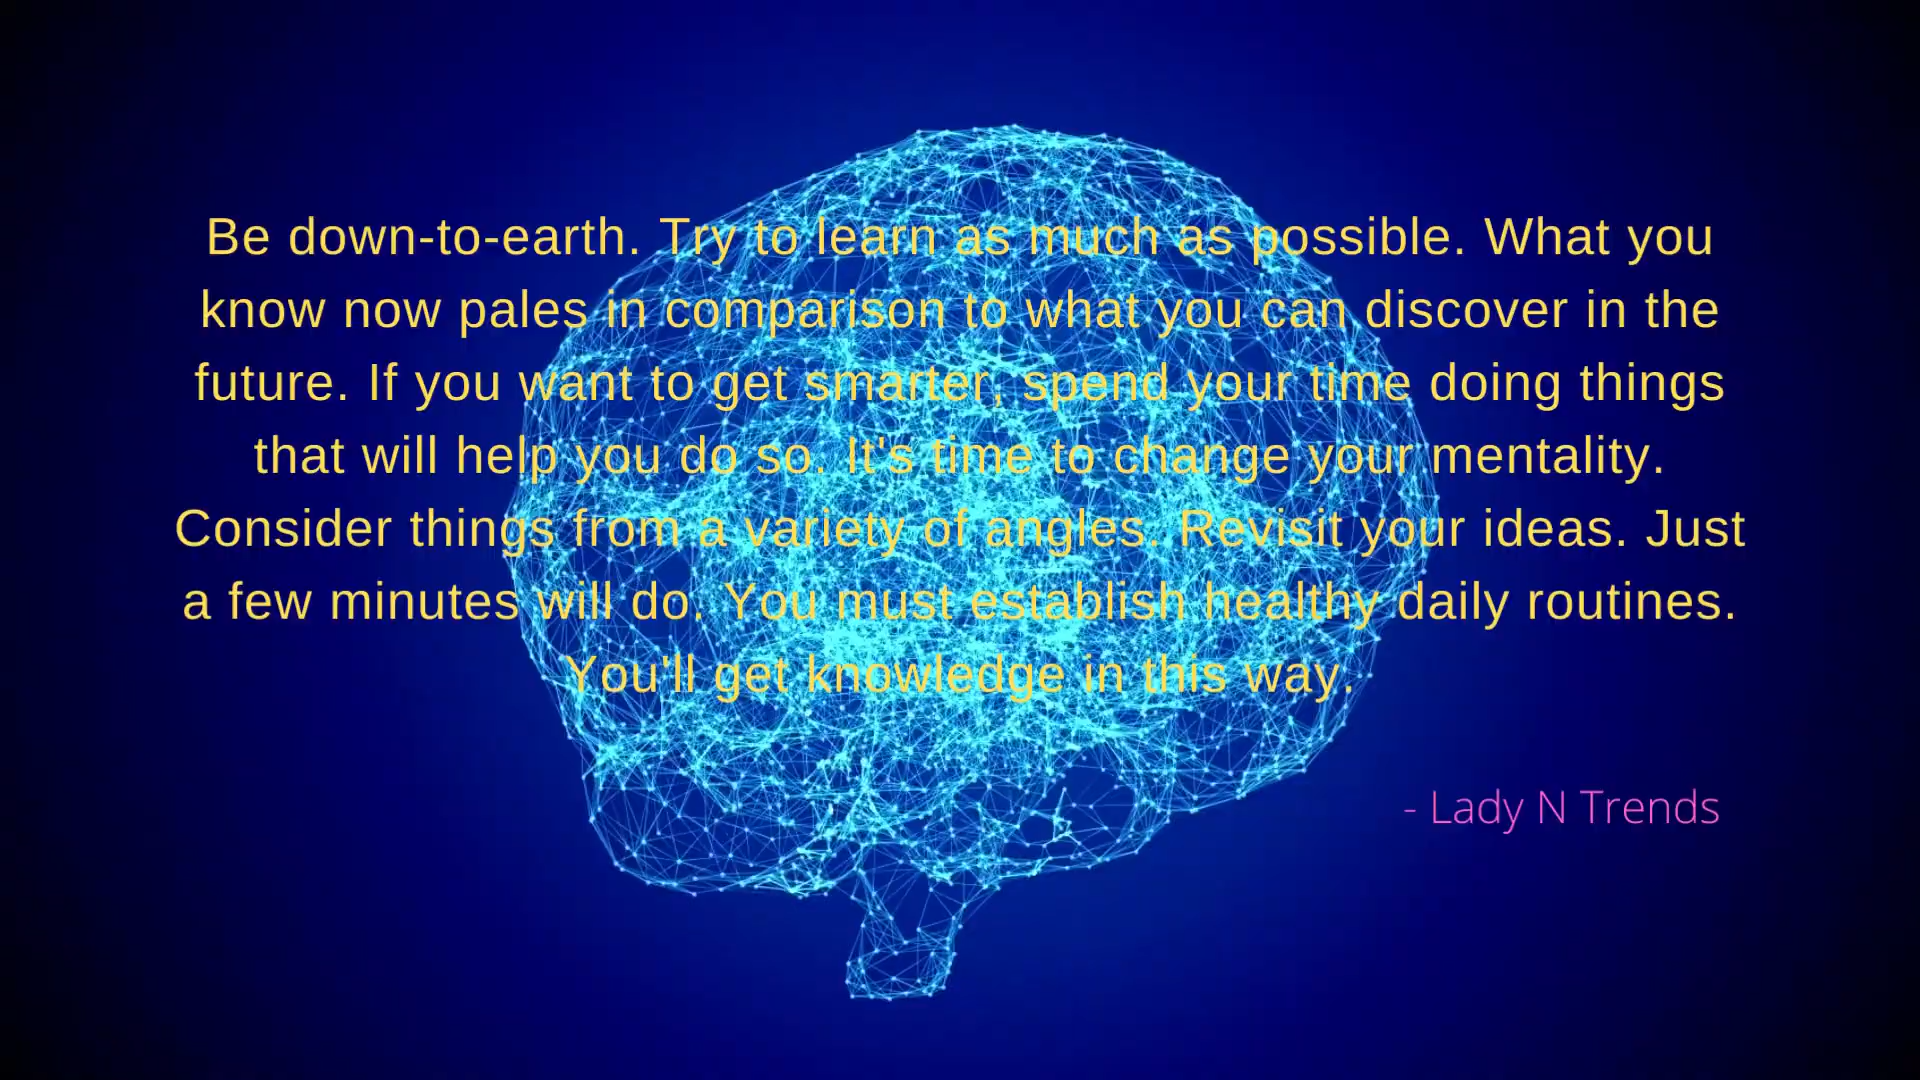 Be down-to-earth. Try to learn as much as possible. What you
know now pales in comparison to what you can discover in the
future. If you want to get smarter, spend your time doing things
that will help you do so. It's time to change your mentality.
Consider things from a variety of angles. Revisit your ideas. Just
a few minutes will do. You must establish healthy daily routines.
You'll get knowledge in this way.
- Lady N Trends